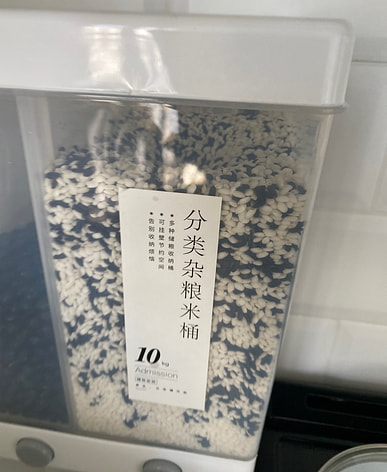 分类杂粮米桶
★多种储粮收纳桶
★可挂壁节约空间
★告别收纳烦恼
10kg
Admission